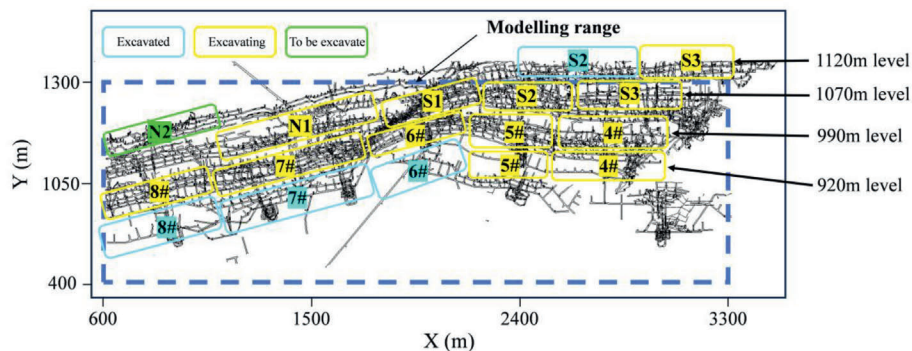 Excavated
Excavating
To be excavate
Modelling range
S2
S3
1120m level
1300
S1
S2
S3
1070m level
N2
N1
6#
5#
4#
990m level
Y (m)
1050
8#
7#
6#
5#
4#
920m level
8#
7#
400
600
1500
2400
3300
X (m)